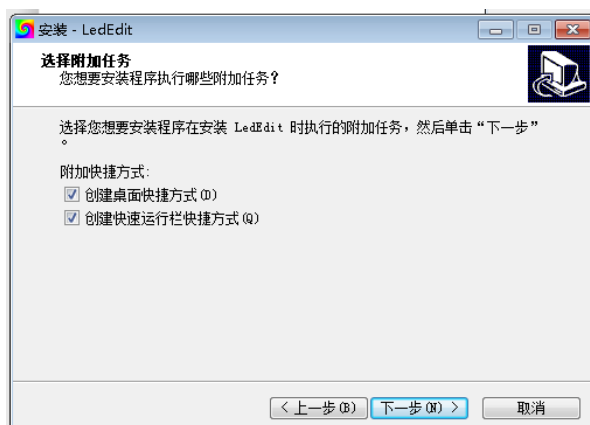 安装 - LedEdit
选择附加任务
您想要安装程序执行哪些附加任务?
选择您想要安装程序在安装 LedEdit 时执行的附加任务，然后单击“下一步”
。
附加快捷方式:
创建桌面快捷方式(D)
创建快速运行栏快捷方式(Q)
< 上一步(B) 下一步(N) > 取消